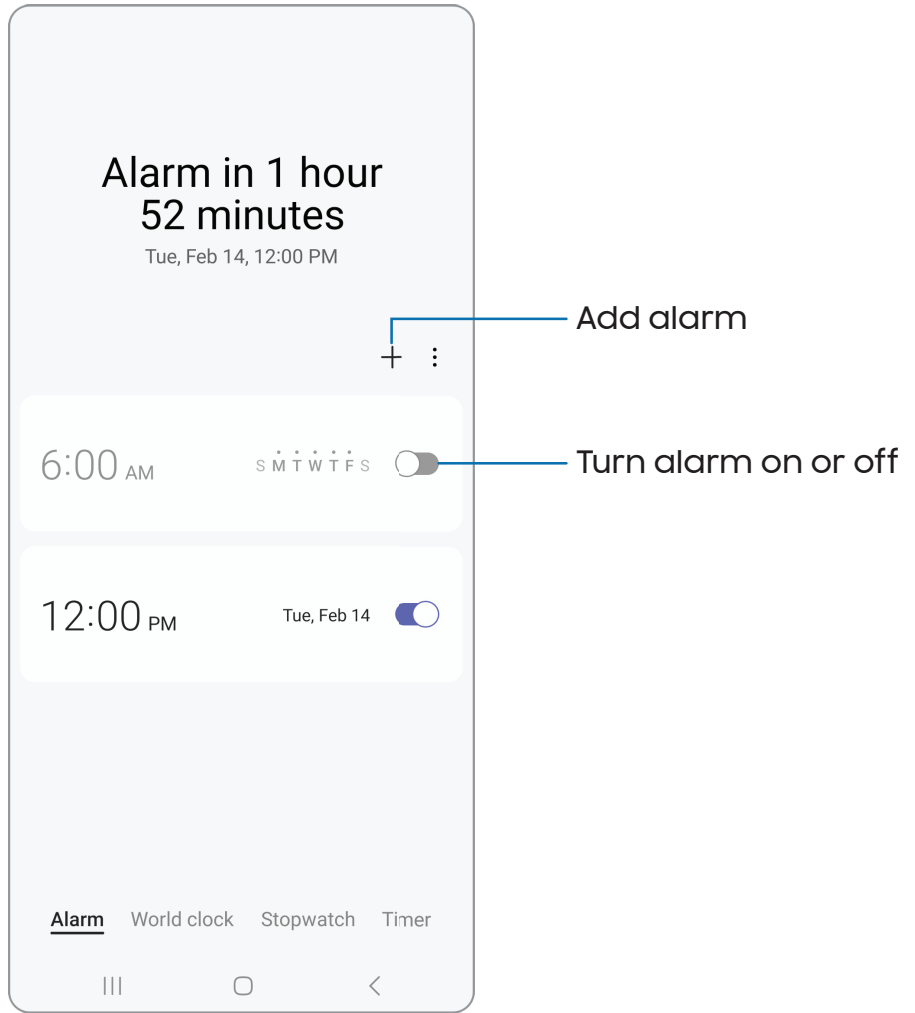 Alarm in 1 hour
52 minutes
Tue, Feb 14, 12:00 PM
Add alarm
6:00 AM S M T W T F S
Turn alarm on or off
12:00 PM Tue, Feb 14
Alarm World clock Stopwatch Timer